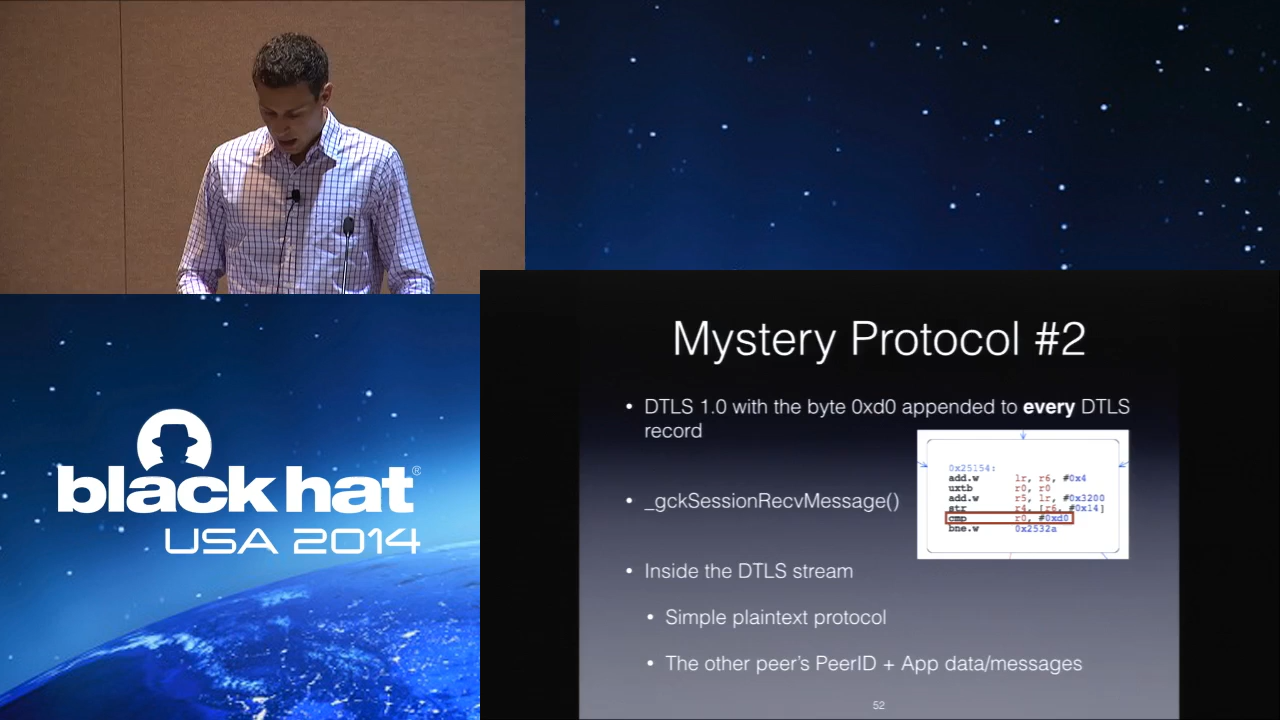 Mystery Protocol #2
• DTLS 1.0 with the byte 0xd0 appended to every DTLS
record
0x25154:
add.w lr, r6, #0x4
uxtb r0, r0
add.w r5, lr, #0x3200
str r4, [r6, #0x14]
cmp r0, #0xd0
bne.w 0x2532a
• _gckSessionRecvMessage()
• Inside the DTLS stream
• Simple plaintext protocol
• The other peer's PeerID + App data/messages
52
black hat®
USA 2014